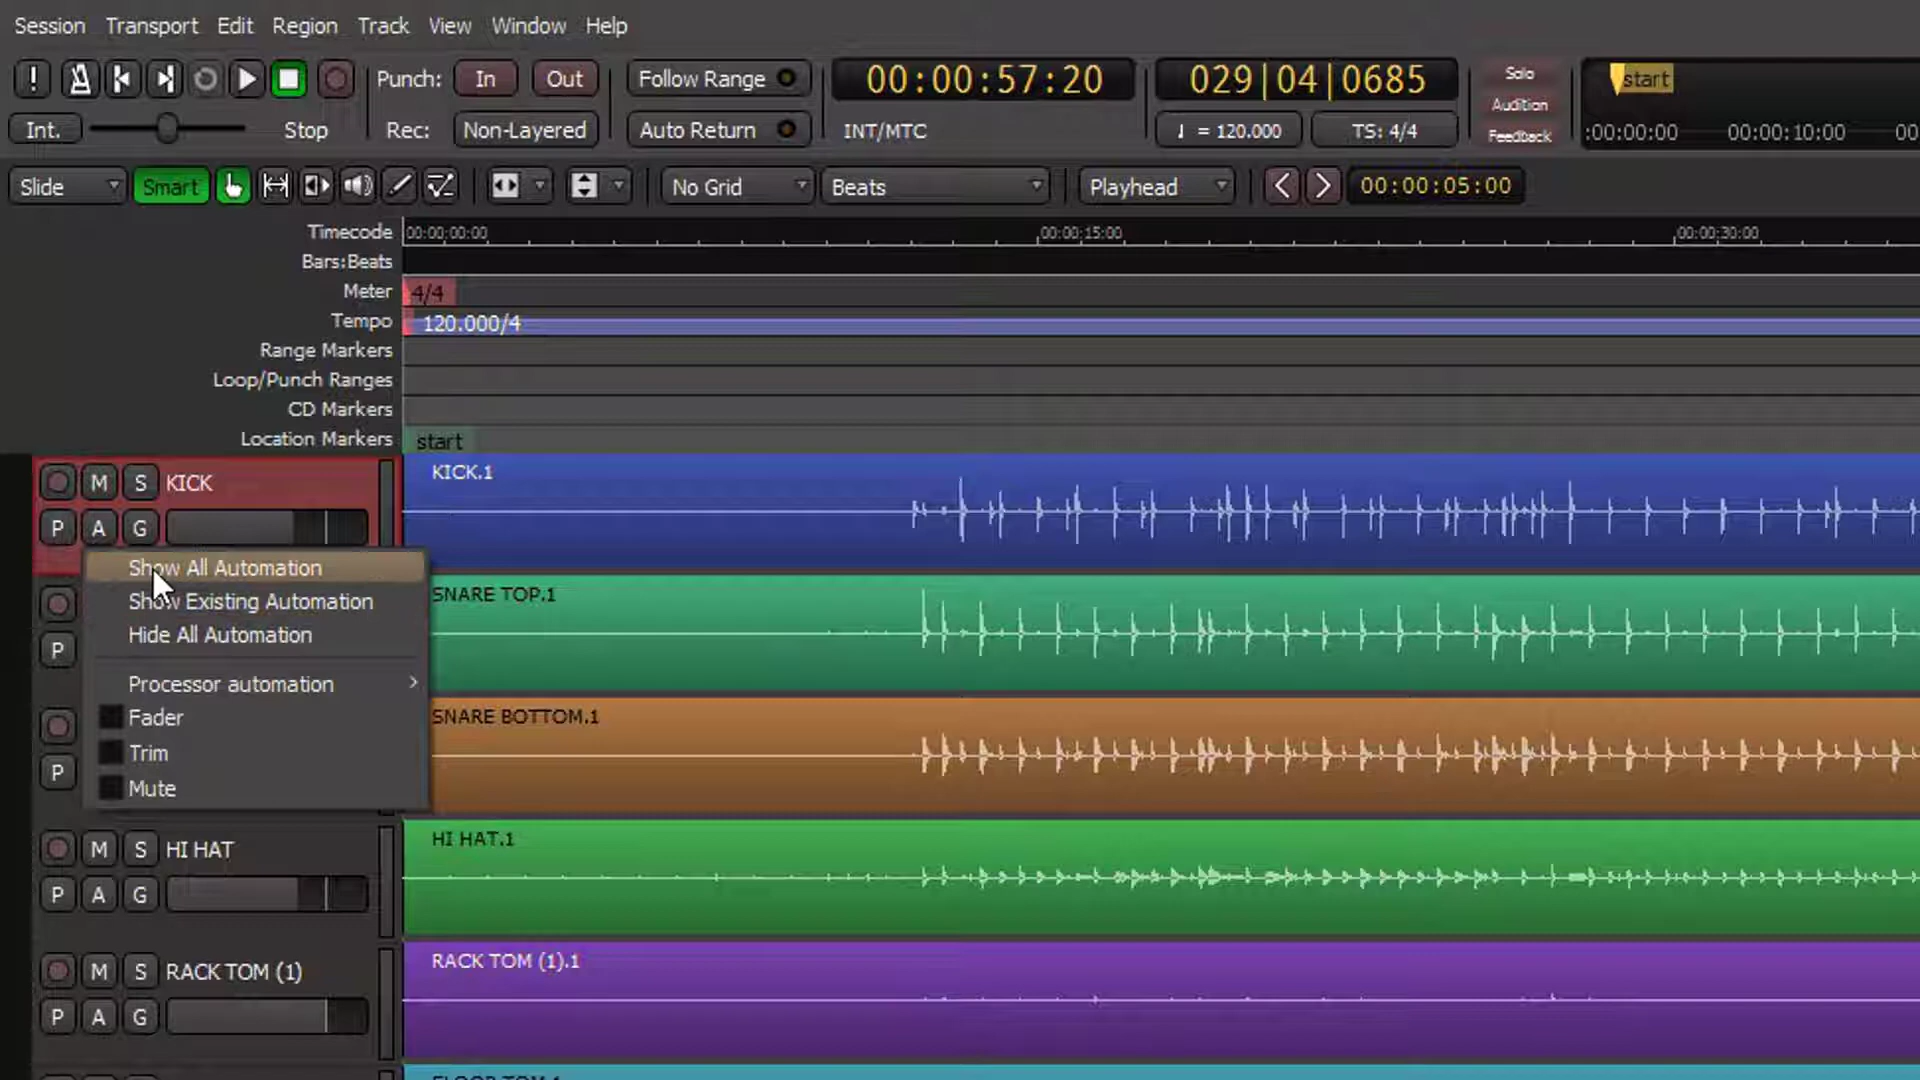 Session Transport Edit Region Track View Window Help
! Punch: In Out Follow Range 00:00:57:20 029|04|0685 Solo start
Audition
Int. Stop Rec: Non-Layered Auto Return INT/MTC ♩ = 120.000 TS: 4/4 Feedback :00:00:00 00:00:10:00 00
Slide Smart No Grid Beats Playhead 00:00:05:00
Timecode 00:00:00:00 00:00:15:00 00:00:30:00
Bars:Beats
Meter 4/4
Tempo 120.000/4
Range Markers
Loop/Punch Ranges
CD Markers
Location Markers start
M S KICK KICK.1
P A G
Show All Automation
Show Existing Automation
Hide All Automation
Processor automation >
Fader
Trim
Mute
SNARE TOP.1
P
SNARE BOTTOM.1
P
M S HI HAT HI HAT.1
P A G
M S RACK TOM (1) RACK TOM (1).1
P A G